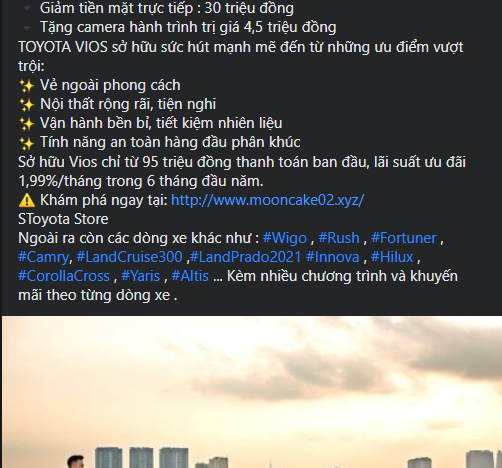 Giảm tiền mặt trực tiếp : 30 triệu đồng
Tặng camera hành trình trị giá 4,5 triệu đồng
TOYOTA VIOS sở hữu sức hút mạnh mẽ đến từ những ưu điểm vượt
trội:
✨ Vẻ ngoài phong cách
✨ Nội thất rộng rãi, tiện nghi
✨ Vận hành bền bỉ, tiết kiệm nhiên liệu
✨ Tính năng an toàn hàng đầu phân khúc
Sở hữu Vios chỉ từ 95 triệu đồng thanh toán ban đầu, lãi suất ưu đãi
1,99%/tháng trong 6 tháng đầu năm.
⚠️ Khám phá ngay tại: http://www.mooncake02.xyz/
SToyota Store
Ngoài ra còn các dòng xe khác như : #Wigo , #Rush , #Fortuner ,
#Camry, #LandCruise300 ,#LandPrado2021 #Innova , #Hilux ,
#CorollaCross , #Yaris , #Altis ... Kèm nhiều chương trình và khuyến
mãi theo từng dòng xe .